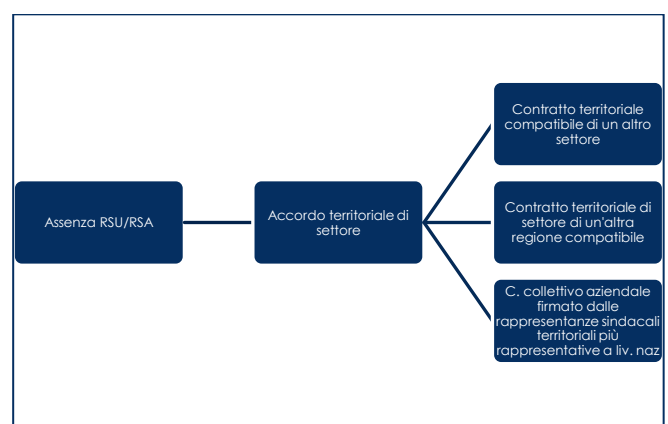 Assenza RSU/RSA
Accordo territoriale di
settore
Contratto territoriale
compatibile di un altro
settore
Contratto territoriale di
settore di un'altra
regione compatibile
C. collettivo aziendale
firmato dalle
rappresentanze sindacali
territoriali più
rappresentative a liv. naz